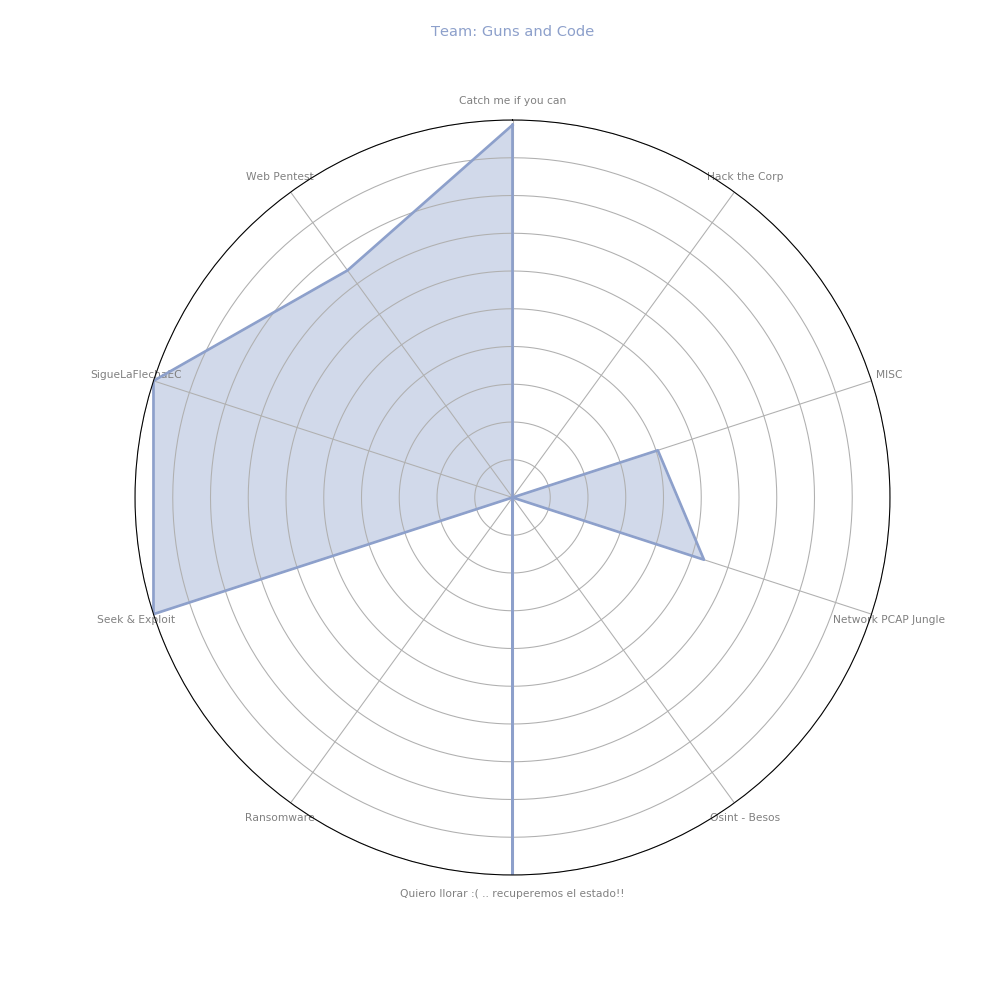 Team: Guns and Code
Catch me if you can
Web Pentest
Hack the Corp
SigueLaFlechaEC
MISC
Seek & Exploit
Network PCAP Jungle
Ransomware
Osint - Besos
Quiero llorar :( .. recuperemos el estado!!